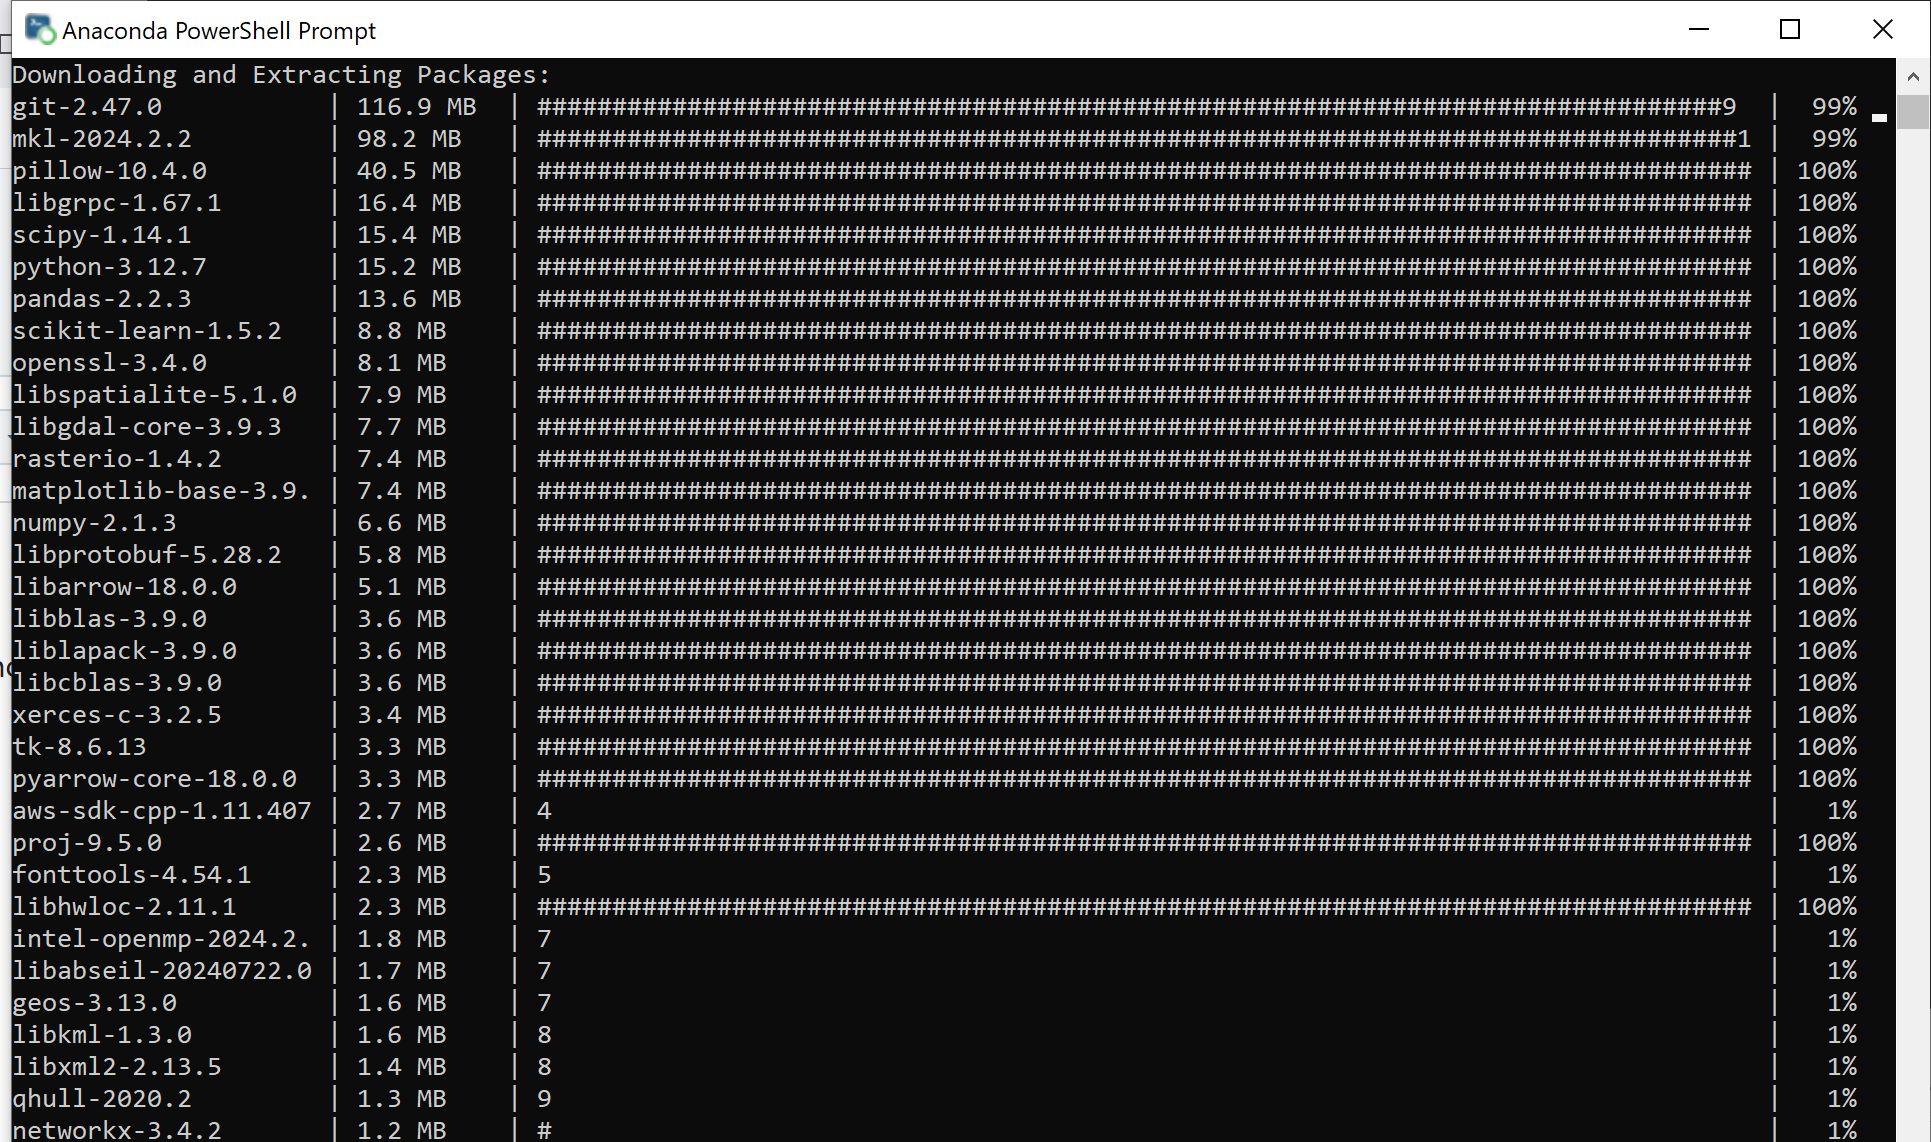 Anaconda PowerShell Prompt
Downloading and Extracting Packages:
git-2.47.0 | 116.9 MB | ###############################################################################9 | 99%
mkl-2024.2.2 | 98.2 MB | ################################################################################1 | 99%
pillow-10.4.0 | 40.5 MB | ################################################################################# | 100%
libgrpc-1.67.1 | 16.4 MB | ################################################################################# | 100%
scipy-1.14.1 | 15.4 MB | ################################################################################# | 100%
python-3.12.7 | 15.2 MB | ################################################################################# | 100%
pandas-2.2.3 | 13.6 MB | ################################################################################# | 100%
scikit-learn-1.5.2 | 8.8 MB | ################################################################################# | 100%
openssl-3.4.0 | 8.1 MB | ################################################################################# | 100%
libspatialite-5.1.0 | 7.9 MB | ################################################################################# | 100%
libgdal-core-3.9.3 | 7.7 MB | ################################################################################# | 100%
rasterio-1.4.2 | 7.4 MB | ################################################################################# | 100%
matplotlib-base-3.9. | 7.4 MB | ################################################################################# | 100%
numpy-2.1.3 | 6.6 MB | ################################################################################# | 100%
libprotobuf-5.28.2 | 5.8 MB | ################################################################################# | 100%
libarrow-18.0.0 | 5.1 MB | ################################################################################# | 100%
libblas-3.9.0 | 3.6 MB | ################################################################################# | 100%
liblapack-3.9.0 | 3.6 MB | ################################################################################# | 100%
libcblas-3.9.0 | 3.6 MB | ################################################################################# | 100%
xerces-c-3.2.5 | 3.4 MB | ################################################################################# | 100%
tk-8.6.13 | 3.3 MB | ################################################################################# | 100%
pyarrow-core-18.0.0 | 3.3 MB | ################################################################################# | 100%
aws-sdk-cpp-1.11.407 | 2.7 MB | 4 | 1%
proj-9.5.0 | 2.6 MB | ################################################################################# | 100%
fonttools-4.54.1 | 2.3 MB | 5 | 1%
libhwloc-2.11.1 | 2.3 MB | ################################################################################# | 100%
intel-openmp-2024.2. | 1.8 MB | 7 | 1%
libabseil-20240722.0 | 1.7 MB | 7 | 1%
geos-3.13.0 | 1.6 MB | 7 | 1%
libkml-1.3.0 | 1.6 MB | 8 | 1%
libxml2-2.13.5 | 1.4 MB | 8 | 1%
qhull-2020.2 | 1.3 MB | 9 | 1%
networkx-3.4.2 | 1.2 MB | # | 1%